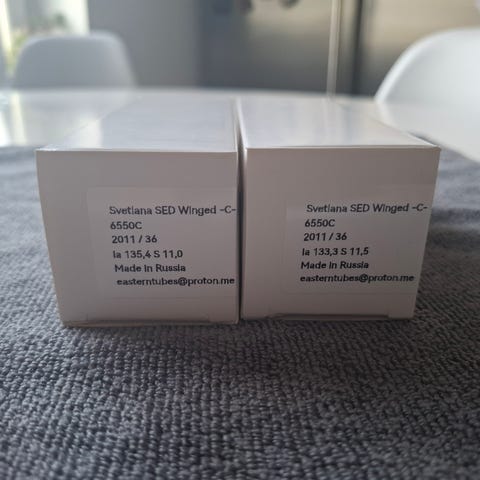 Svetlana SED Winged -C-
6550C
2011 / 36
Ia 135,4 S 11,0
Made in Russia
easterntubes@proton.me
Svetlana SED Winged -C-
6550C
2011 / 36
Ia 133,3 S 11,5
Made in Russia
easterntubes@proton.me